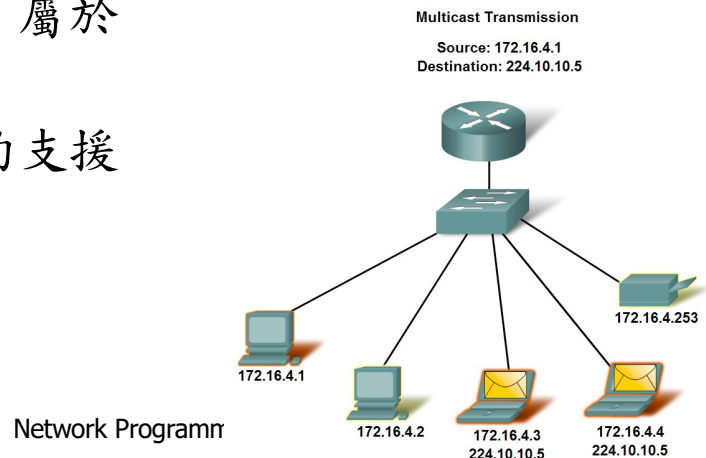 屬於
Multicast Transmission
Source: 172.16.4.1
Destination: 224.10.10.5
支援
172.16.4.253
172.16.4.1
172.16.4.2
172.16.4.3
224.10.10.5
172.16.4.4
224.10.10.5
Network